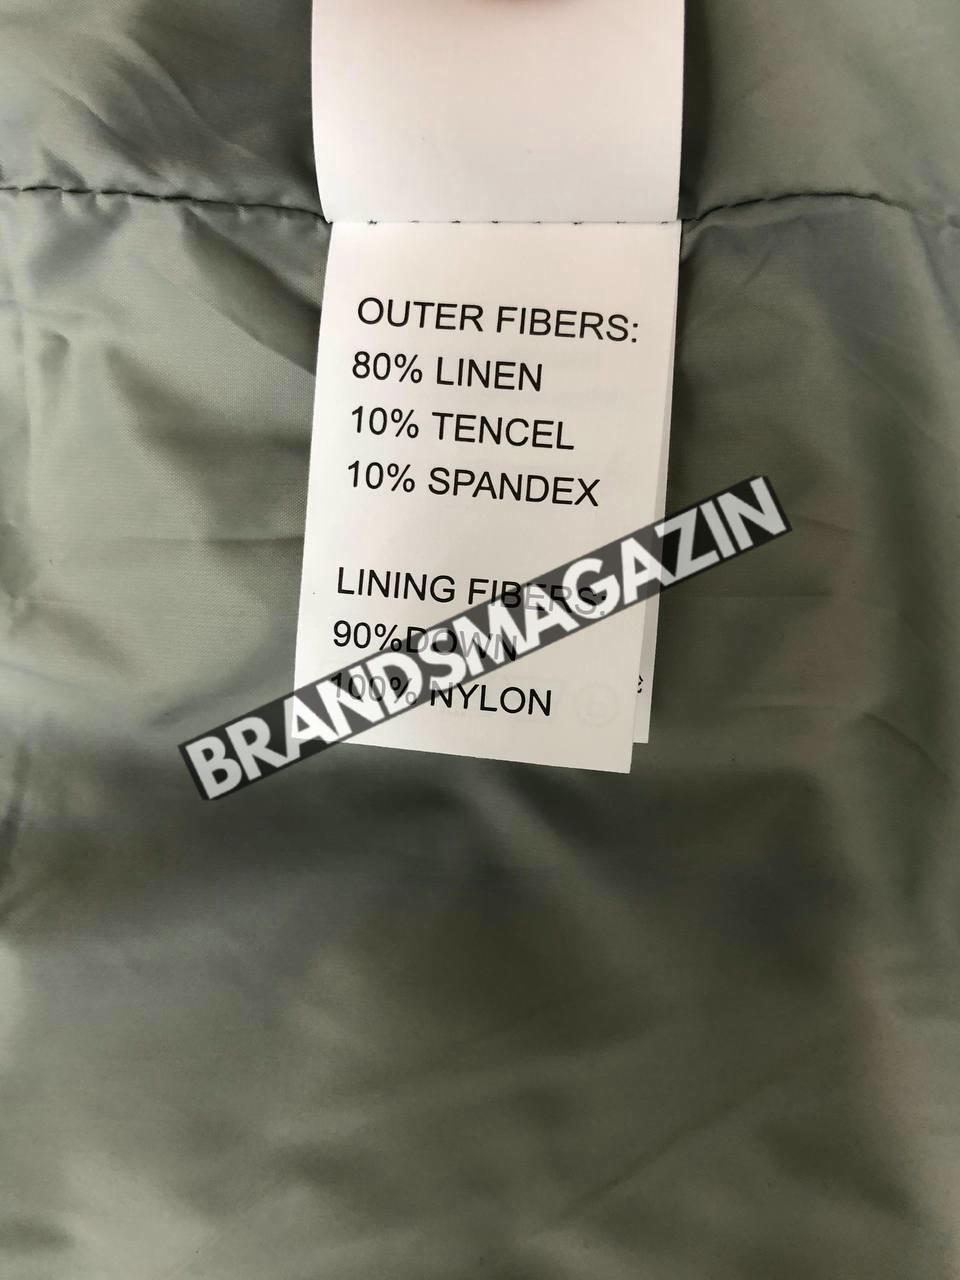 OUTER FIBERS:
80% LINEN
10% TENCEL
10% SPANDEX
LINING FIBERS:
90%DOWN
100% NYLON
BRANDSMAGAZIN